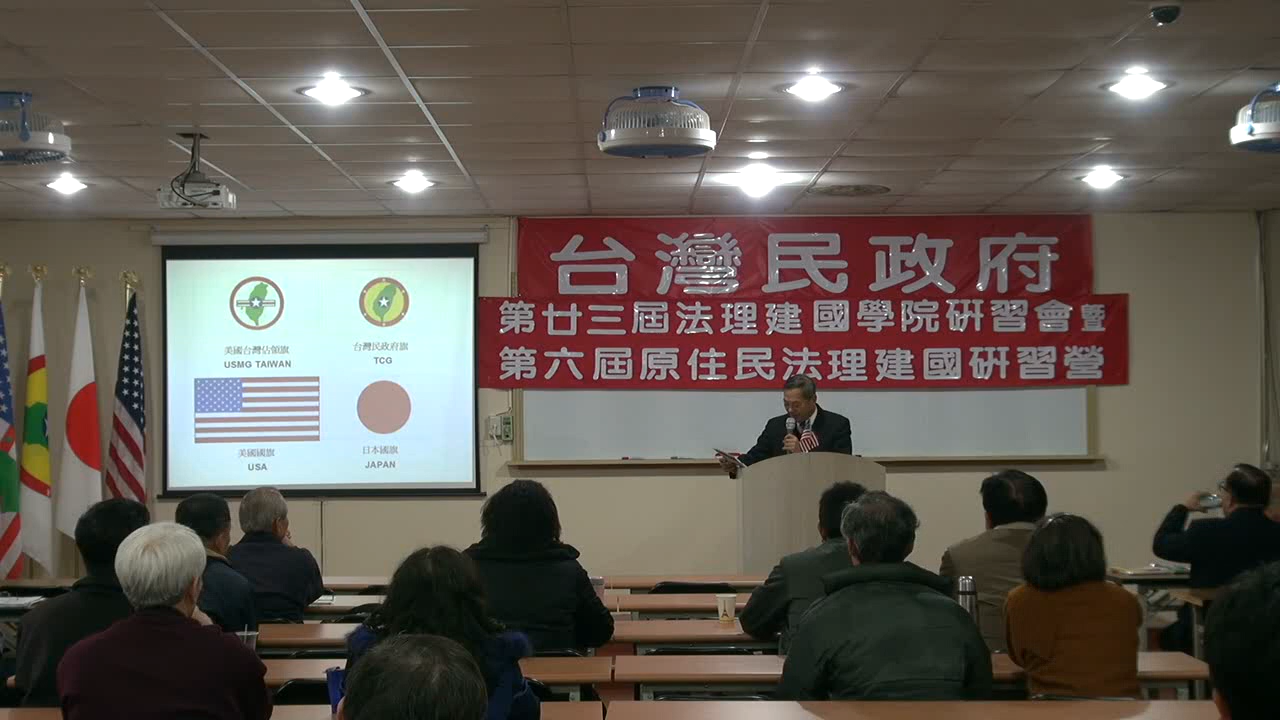 台灣民政府
第廿三屆法理建國學院研習會暨
第六屆原住民法理建國研習營
美國台灣佔領旗
USMG TAIWAN
台灣民政府旗
TCG
美國國旗
USA
日本國旗
JAPAN